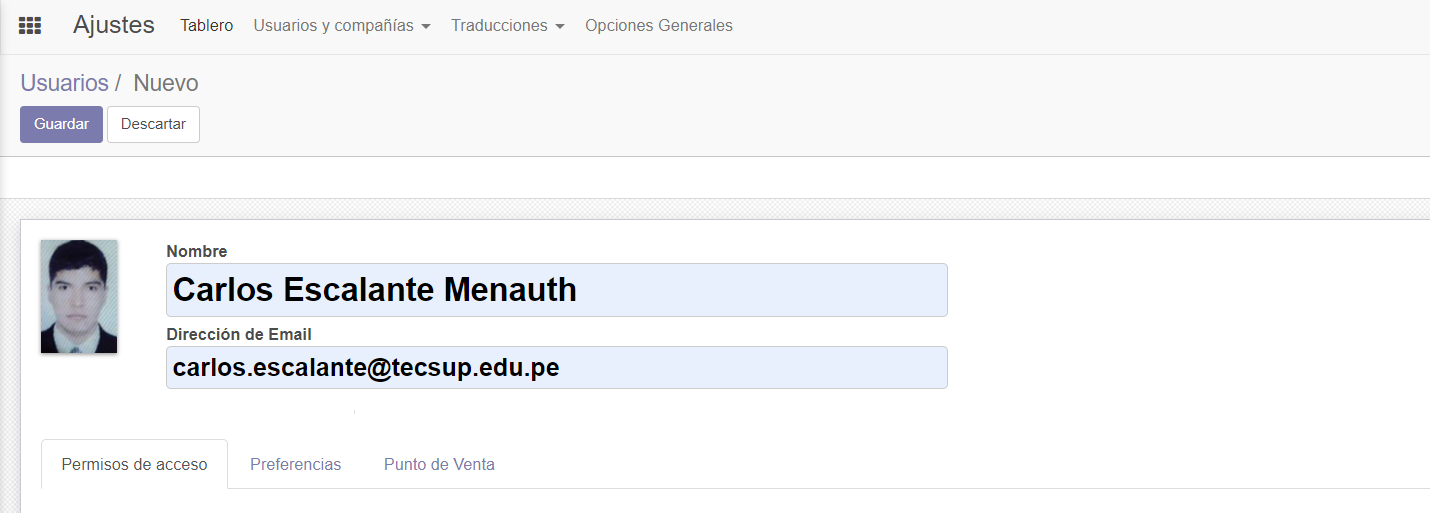 Ajustes Tablero Usuarios y compañías Traducciones Opciones Generales
Usuarios / Nuevo
Guardar Descartar
Nombre
Carlos Escalante Menauth
Dirección de Email
carlos.escalante@tecsup.edu.pe
Permisos de acceso Preferencias Punto de Venta